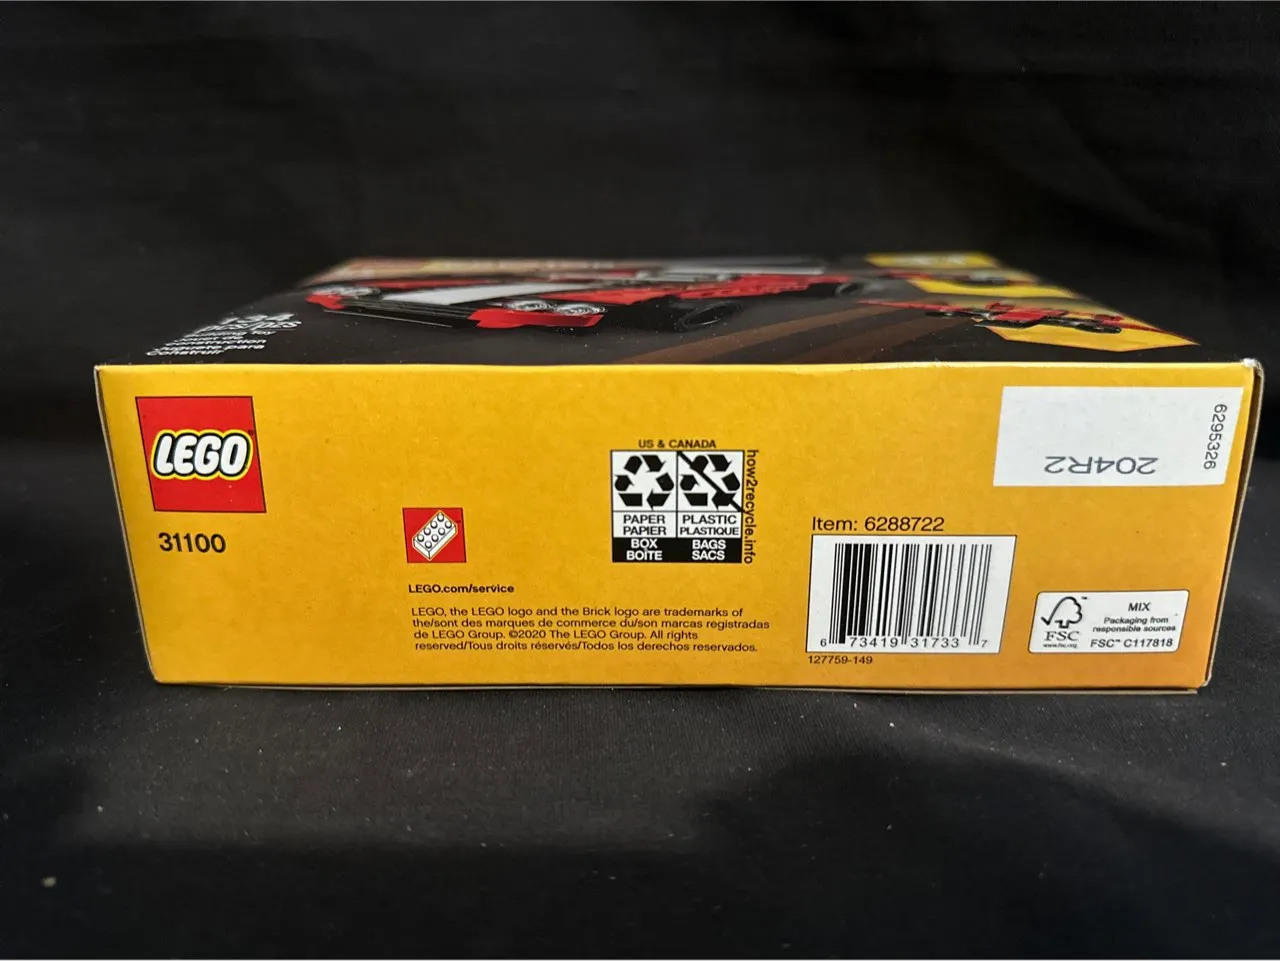 LEGO
31100
LEGO.com/service
LEGO, the LEGO logo and the Brick logo are trademarks of
the/sont des marques de commerce du/son marcas registradas
de LEGO Group. ©2020 The LEGO Group. All rights
reserved/Tous droits réservés/Todos los derechos reservados.
US & CANADA
PAPER
PAPIER
BOX
BOÎTE
PLASTIC
PLASTIQUE
BAGS
SACS
how2recycle.info
204R2
6295326
Item: 6288722
6 73419 31733 7
127759-149
FSC™
www.fsc.org
MIX
Packaging from
responsible sources
FSC™ C117818